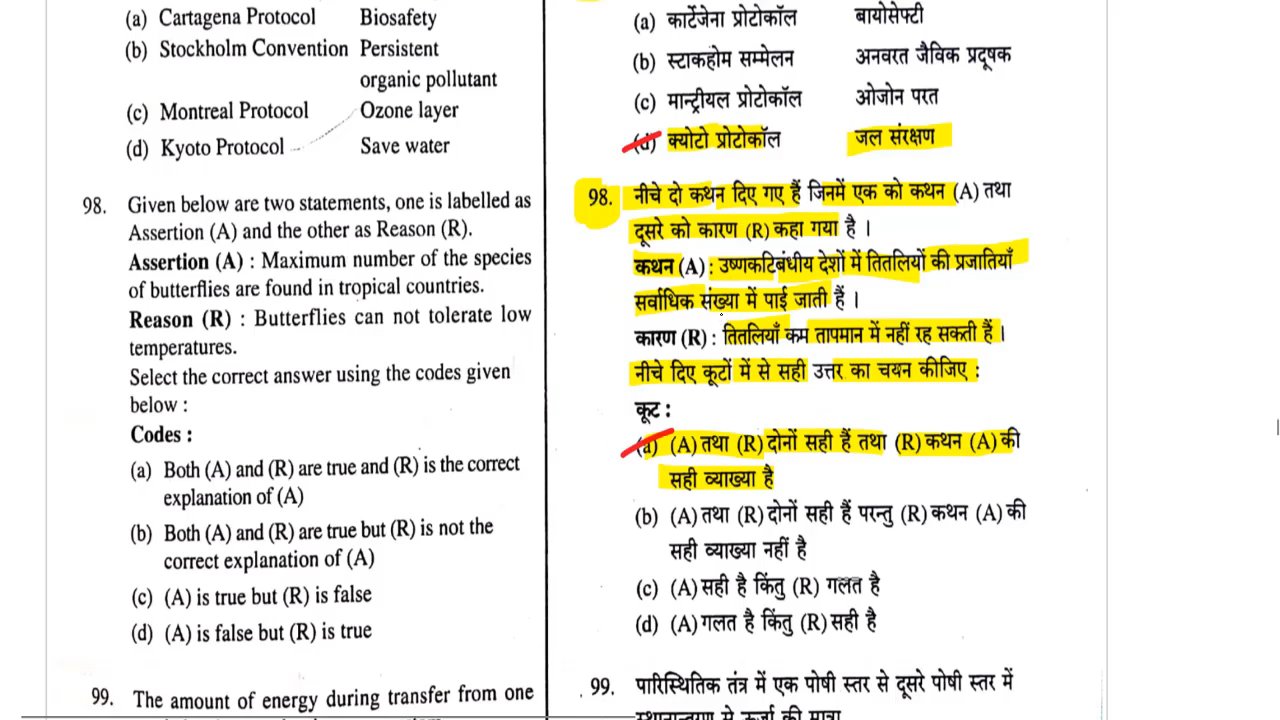 (a) Cartagena Protocol Biosafety
(b) Stockholm Convention Persistent
organic pollutant
(c) Montreal Protocol Ozone layer
(d) Kyoto Protocol Save water
98. Given below are two statements, one is labelled as
Assertion (A) and the other as Reason (R).
Assertion (A) : Maximum number of the species
of butterflies are found in tropical countries.
Reason (R) : Butterflies can not tolerate low
temperatures.
Select the correct answer using the codes given
below :
Codes :
(a) Both (A) and (R) are true and (R) is the correct
explanation of (A)
(b) Both (A) and (R) are true but (R) is not the
correct explanation of (A)
(c) (A) is true but (R) is false
(d) (A) is false but (R) is true
99. The amount of energy during transfer from one
(a) कार्टेजेना प्रोटोकॉल बायोसेफ्टी
(b) स्टाकहोम सम्मेलन अनवरत जैविक प्रदूषक
(c) मान्ट्रीयल प्रोटोकॉल ओजोन परत
(d) क्योटो प्रोटोकॉल जल संरक्षण
98. नीचे दो कथन दिए गए हैं जिनमें एक को कथन (A) तथा
दूसरे को कारण (R) कहा गया है ।
कथन (A) : उष्णकटिबंधीय देशों में तितलियों की प्रजातियाँ
सर्वाधिक संख्या में पाई जाती हैं ।
कारण (R) : तितलियाँ कम तापमान में नहीं रह सकती हैं ।
नीचे दिए कूटों में से सही उत्तर का चयन कीजिए :
कूट :
(a) (A) तथा (R) दोनों सही हैं तथा (R) कथन (A) की
सही व्याख्या है
(b) (A) तथा (R) दोनों सही हैं परन्तु (R) कथन (A) की
सही व्याख्या नहीं है
(c) (A) सही है किंतु (R) गलत है
(d) (A) गलत है किंतु (R) सही है
99. पारिस्थितिक तंत्र में एक पोषी स्तर से दूसरे पोषी स्तर में
स्थानान्तरण में ऊर्जा की मात्रा